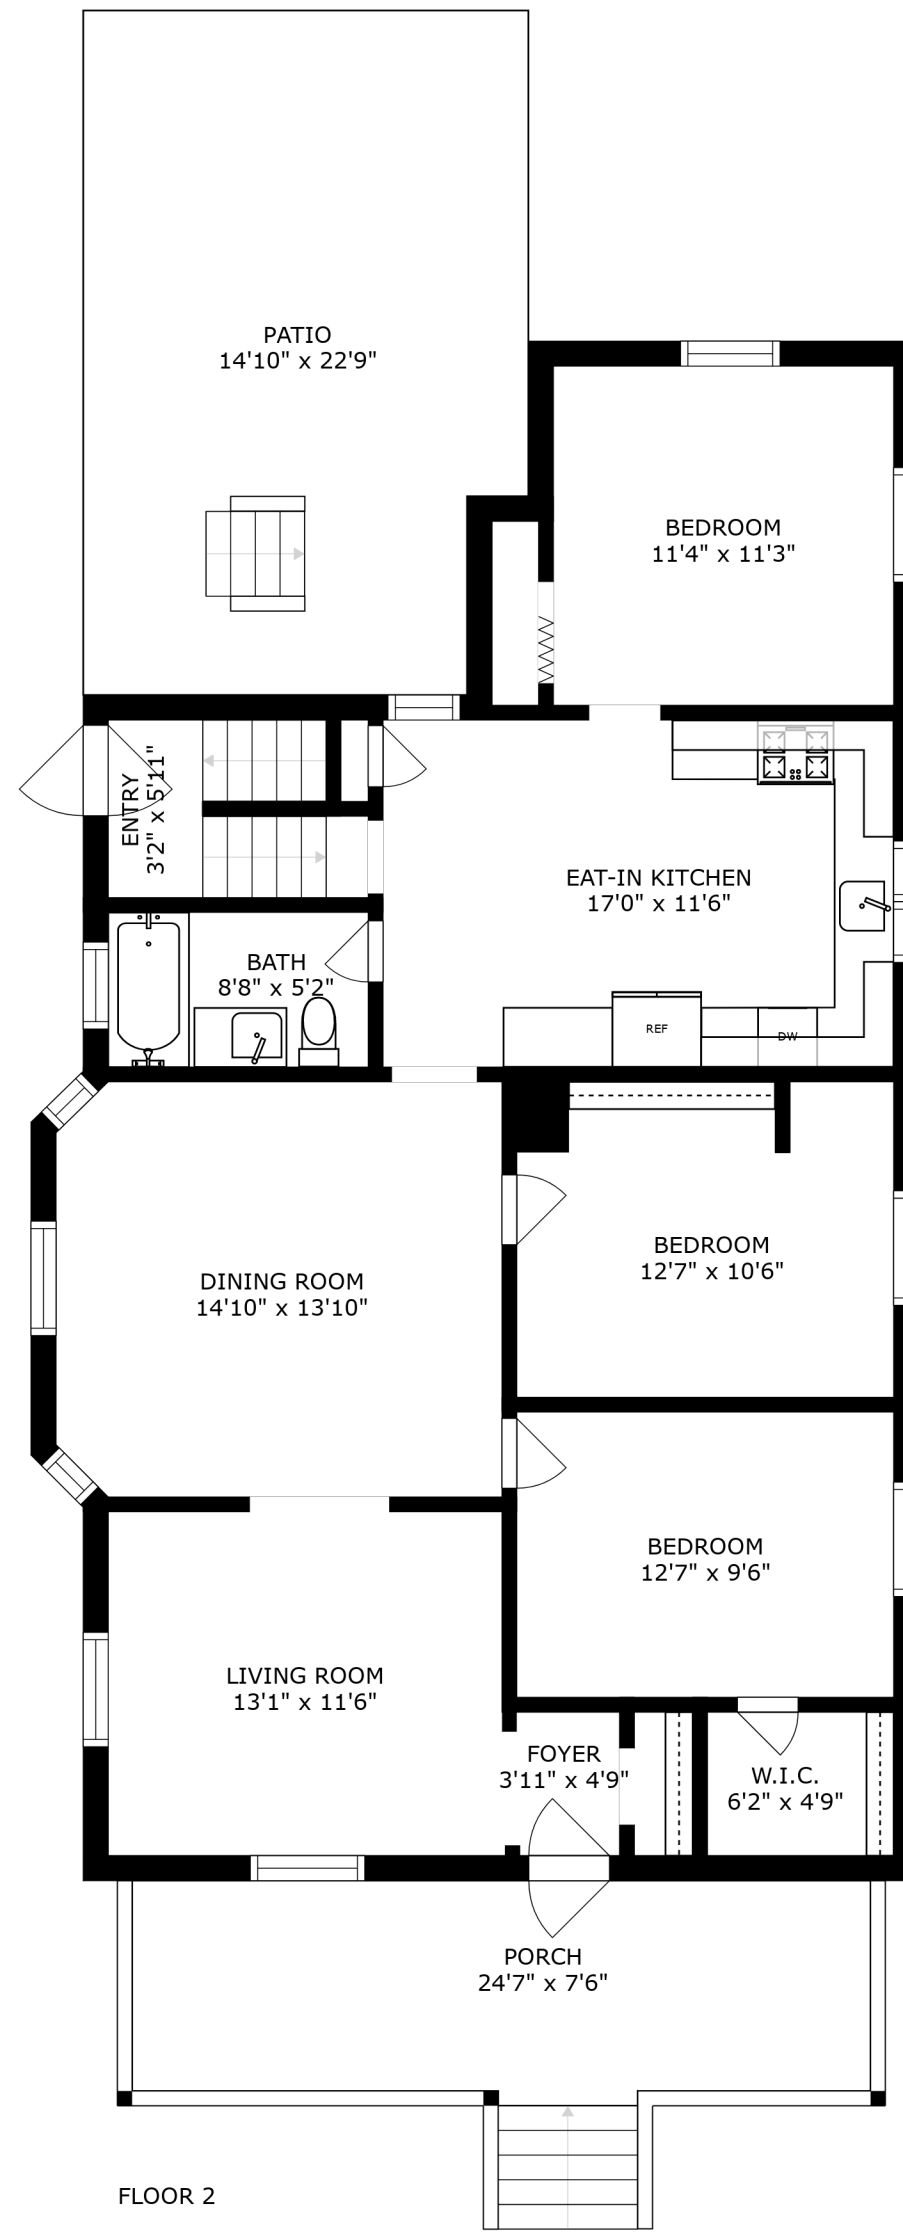 PATIO
14'10" x 22'9"
BEDROOM
11'4" x 11'3"
ENTRY
3'2" x 5'11"
EAT-IN KITCHEN
17'0" x 11'6"
BATH
8'8" x 5'2"
REF
DW
BEDROOM
12'7" x 10'6"
DINING ROOM
14'10" x 13'10"
BEDROOM
12'7" x 9'6"
LIVING ROOM
13'1" x 11'6"
FOYER
3'11" x 4'9"
W.I.C.
6'2" x 4'9"
PORCH
24'7" x 7'6"
FLOOR 2